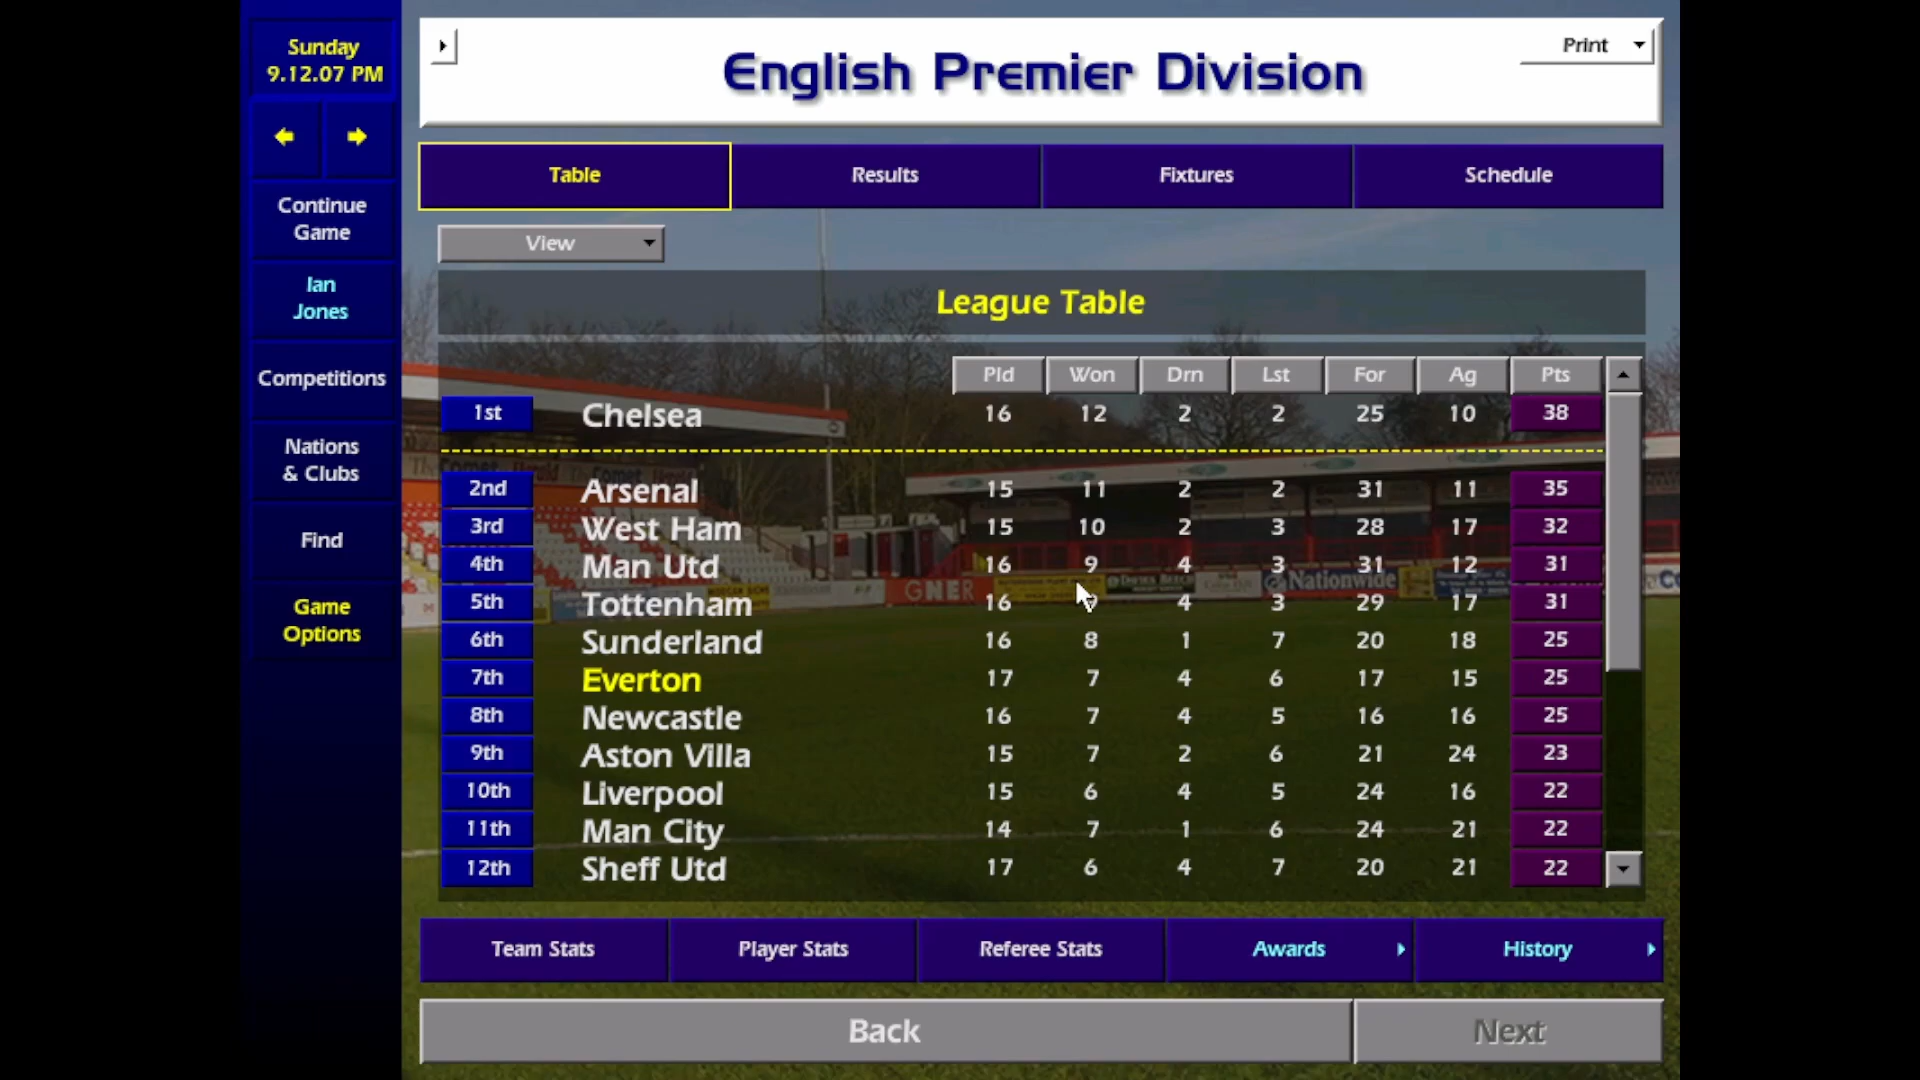 Sunday
9.12.07 PM
Continue
Game
Ian
Jones
Competitions
Nations
& Clubs
Find
Game
Options
English Premier Division
Print
Table Results Fixtures Schedule
View
League Table
Pld Won Drn Lst For Ag Pts
1st Chelsea 16 12 2 2 25 10 38
2nd Arsenal 15 11 2 2 31 11 35
3rd West Ham 15 10 2 3 28 17 32
4th Man Utd 16 9 4 3 31 12 31
5th Tottenham 16 9 4 3 29 17 31
6th Sunderland 16 8 1 7 20 18 25
7th Everton 17 7 4 6 17 15 25
8th Newcastle 16 7 4 5 16 16 25
9th Aston Villa 15 7 2 6 21 24 23
10th Liverpool 15 6 4 5 24 16 22
11th Man City 14 7 1 6 24 21 22
12th Sheff Utd 17 6 4 7 20 21 22
GNER
Nationwide
Team Stats Player Stats Referee Stats Awards History
Back Next